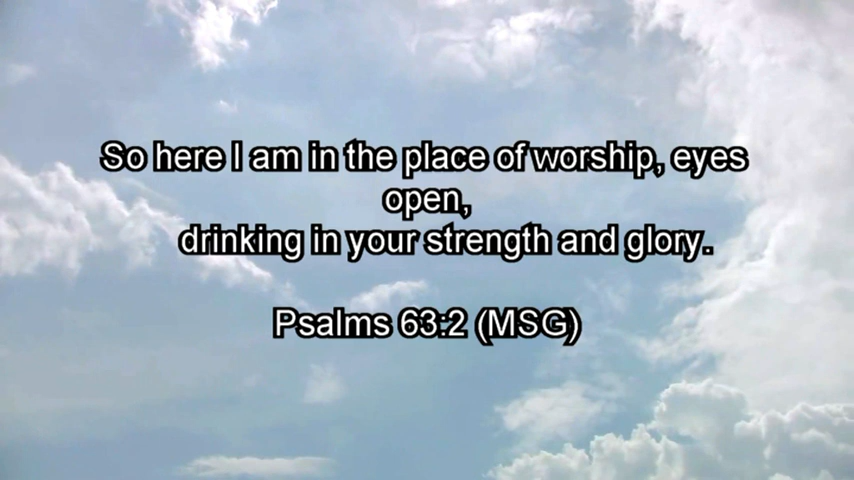 So here I am in the place of worship, eyes
open,
drinking in your strength and glory.
Psalms 63:2 (MSG)